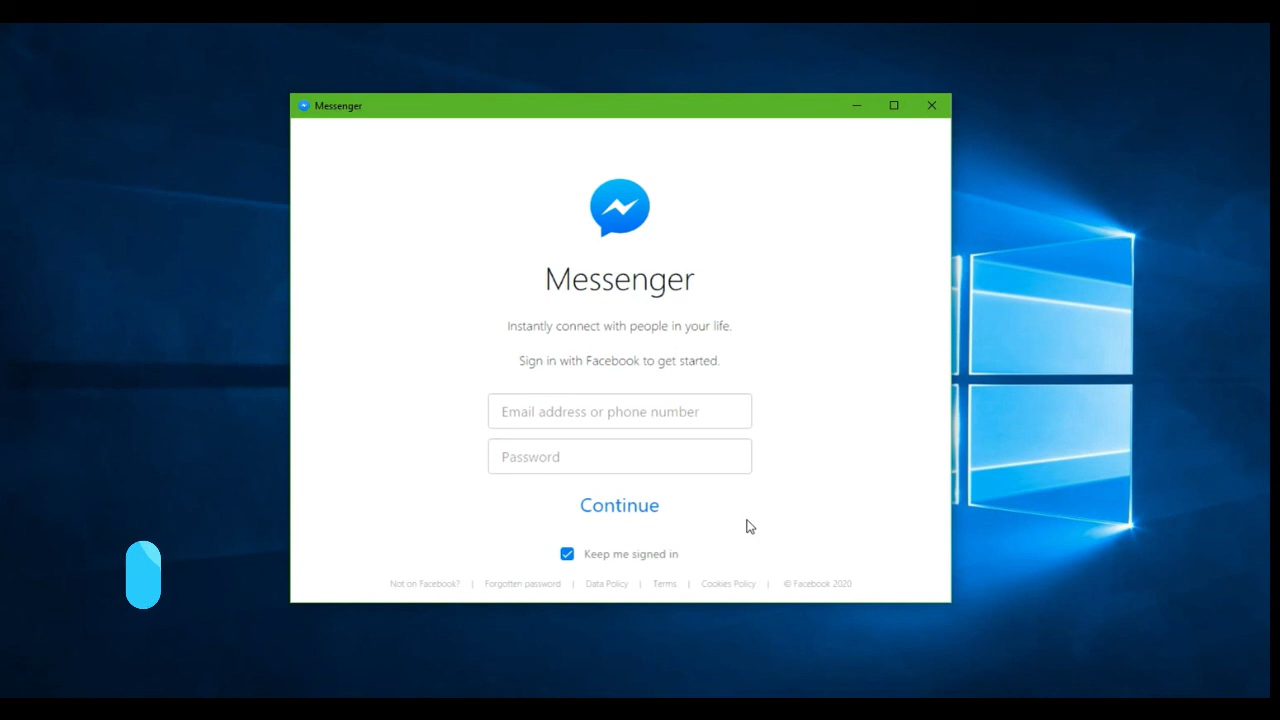 Messenger
Messenger
Instantly connect with people in your life.
Sign in with Facebook to get started.
Email address or phone number
Password
Continue
Keep me signed in
Not on Facebook? | Forgotten password | Data Policy | Terms | Cookies Policy | © Facebook 2020